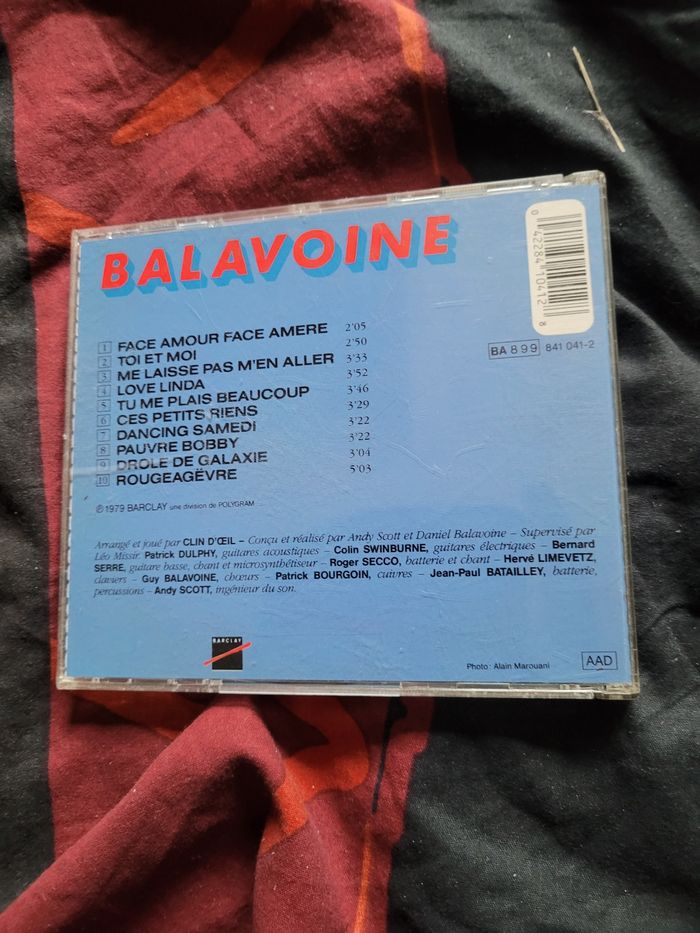 BALAVOINE
0 42284 10412 8
BA 899 841 041-2
1 FACE AMOUR FACE AMERE 2'05
2 TOI ET MOI 2'50
3 ME LAISSE PAS M'EN ALLER 3'33
4 LOVE LINDA 3'52
5 TU ME PLAIS BEAUCOUP 3'46
6 CES PETITS RIENS 3'29
7 DANCING SAMEDI 3'22
8 PAUVRE BOBBY 3'22
9 DROLE DE GALAXIE 3'04
10 ROUGEAGÈVRE 5'03
℗ 1979 BARCLAY une division de POLYGRAM
Arrangé et joué par CLIN D'ŒIL – Conçu et réalisé par Andy Scott et Daniel Balavoine – Supervisé par
Léo Missir. Patrick DULPHY, guitares acoustiques – Colin SWINBURNE, guitares électriques – Bernard
SERRE, guitare basse, chant et microsynthétiseur – Roger SECCO, batterie et chant – Hervé LIMEVETZ,
claviers – Guy BALAVOINE, chœurs – Patrick BOURGOIN, cuivres – Jean-Paul BATAILLEY, batterie,
percussions – Andy SCOTT, ingénieur du son.
BARCLAY
Photo: Alain Marouani
AAD